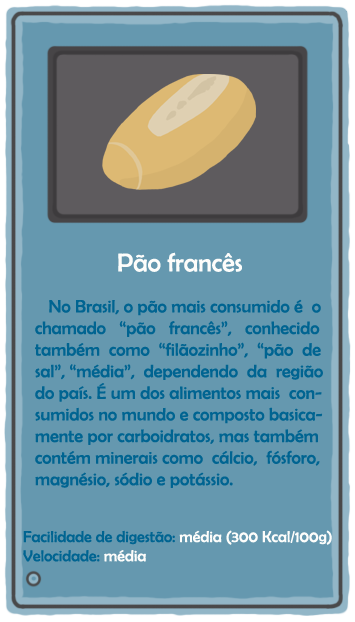 Pão francês
No Brasil, o pão mais consumido é o
chamado “pão francês”, conhecido
também como “filãozinho”, “pão de
sal”, “média”, dependendo da região
do país. É um dos alimentos mais con-
sumidos no mundo e composto basica-
mente por carboidratos, mas também
contém minerais como cálcio, fósforo,
magnésio, sódio e potássio.
Facilidade de digestão: média (300 Kcal/100g)
Velocidade: média